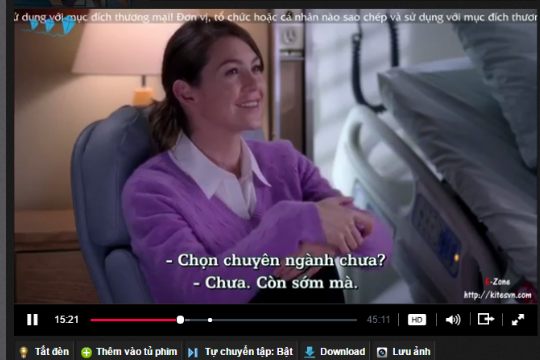 sử dụng với mục đích thương mại! Đơn vị, tổ chức hoặc cá nhân nào sao chép và sử dụng với mục đích thươn
- Chọn chuyên ngành chưa?
- Chưa. Còn sớm mà.
E-Zone
http://kitesvn.com
15:21 45:11 HD
Tắt đèn Thêm vào tủ phim Tự chuyển tập: Bật Download Lưu ảnh